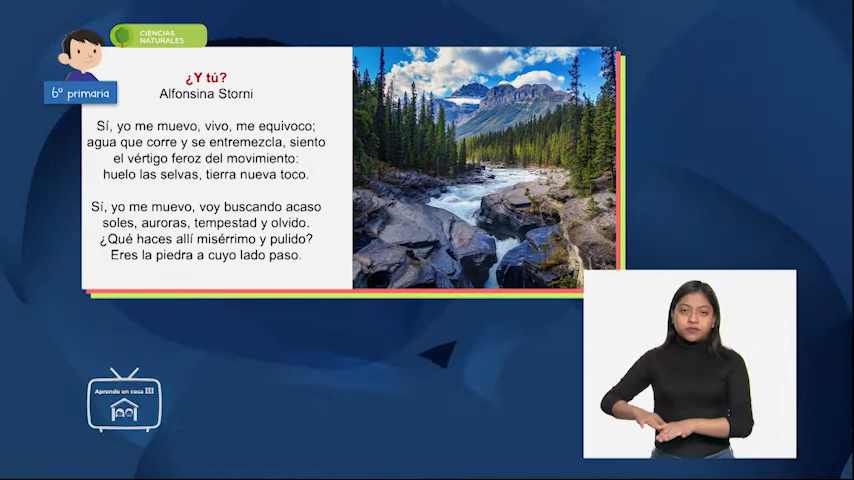 CIENCIAS
NATURALES
6º primaria
¿Y tú?
Alfonsina Storni
Sí, yo me muevo, vivo, me equivoco;
agua que corre y se entremezcla, siento
el vértigo feroz del movimiento:
huelo las selvas, tierra nueva toco.
Sí, yo me muevo, voy buscando acaso
soles, auroras, tempestad y olvido.
¿Qué haces allí misérrimo y pulido?
Eres la piedra a cuyo lado paso.
Aprende en casa III